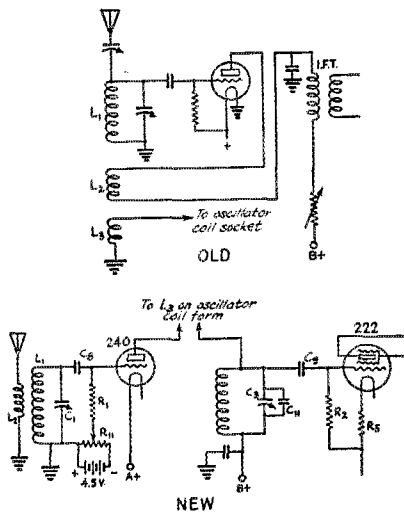 I.F.T.
L₁
+
L₂
L₃
To oscillator
coil socket
OLD
B+
To L₃ on oscillator
coil form
240
222
L₁
C₈
C₉
C₁
R₁
R₁₁
C₃
C₁₁
R₂
R₅
+
-
4.5V.
A+
B+
NEW